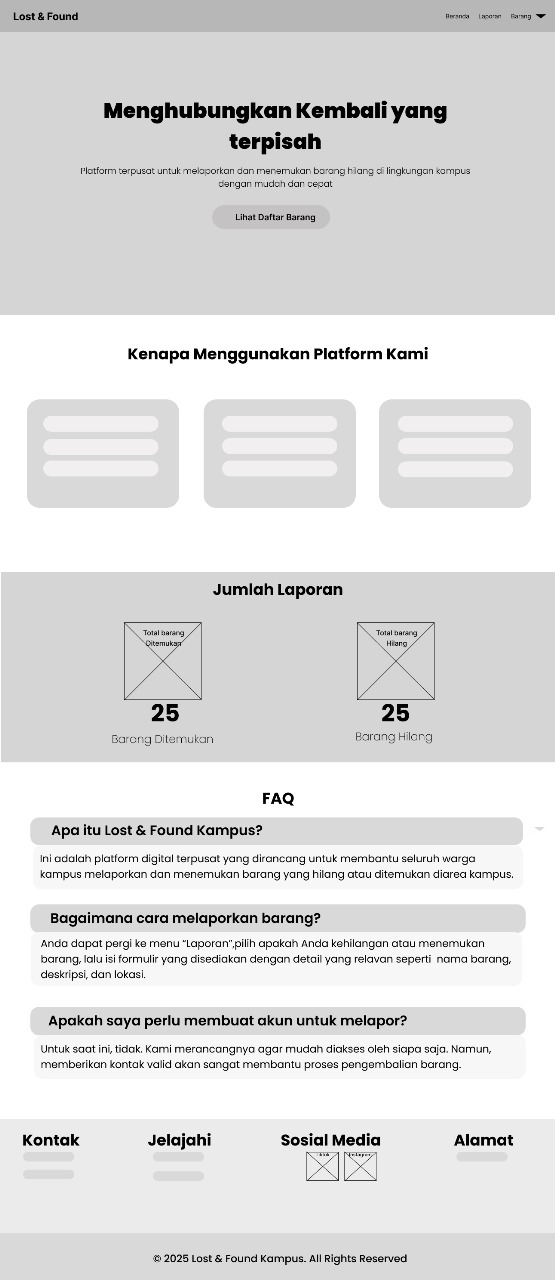 Lost & Found
Beranda Laporan Barang
Menghubungkan Kembali yang
terpisah
Platform terpusat untuk melaporkan dan menemukan barang hilang di lingkungan kampus
dengan mudah dan cepat
Lihat Daftar Barang
Kenapa Menggunakan Platform Kami
Jumlah Laporan
Total barang
Ditemukan
Total barang
Hilang
25
25
Barang Ditemukan
Barang Hilang
FAQ
Apa itu Lost & Found Kampus?
Ini adalah platform digital terpusat yang dirancang untuk membantu seluruh warga
kampus melaporkan dan menemukan barang yang hilang atau ditemukan diarea kampus.
Bagaimana cara melaporkan barang?
Anda dapat pergi ke menu “Laporan”,pilih apakah Anda kehilangan atau menemukan
barang, lalu isi formulir yang disediakan dengan detail yang relavan seperti nama barang,
deskripsi, dan lokasi.
Apakah saya perlu membuat akun untuk melapor?
Untuk saat ini, tidak. Kami merancangnya agar mudah diakses oleh siapa saja. Namun,
memberikan kontak valid akan sangat membantu proses pengembalian barang.
Kontak Jelajahi Sosial Media Alamat
Tiktok Instagram
© 2025 Lost & Found Kampus. All Rights Reserved